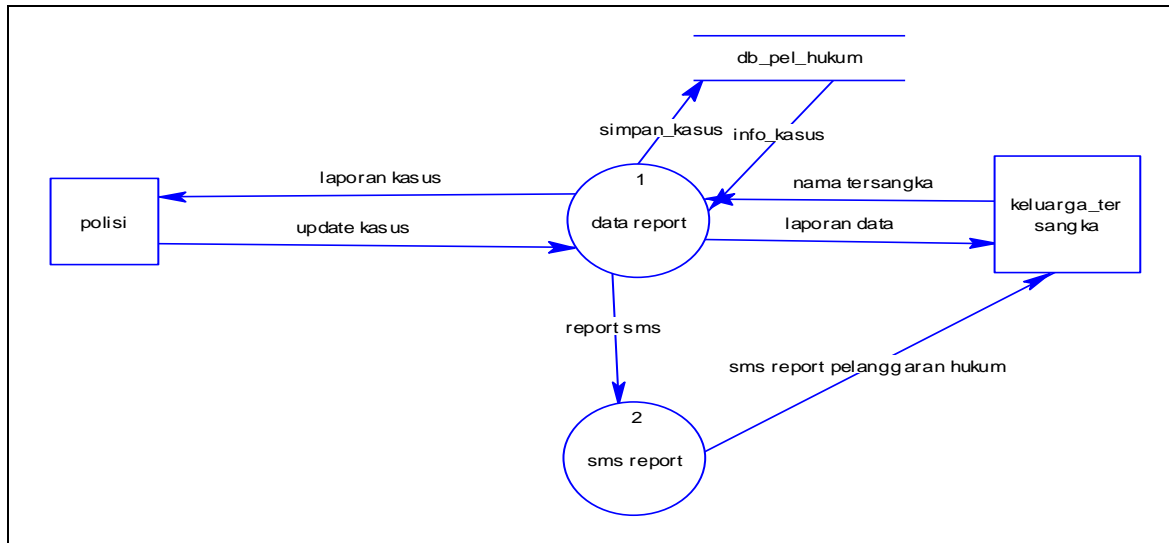 db_pel_hukum
simpan_kasus
info_kasus
laporan kasus
1
nama tersangka
polisi
data report
keluarga_ter
sangka
update kasus
laporan data
report sms
sms report pelanggaran hukum
2
sms report